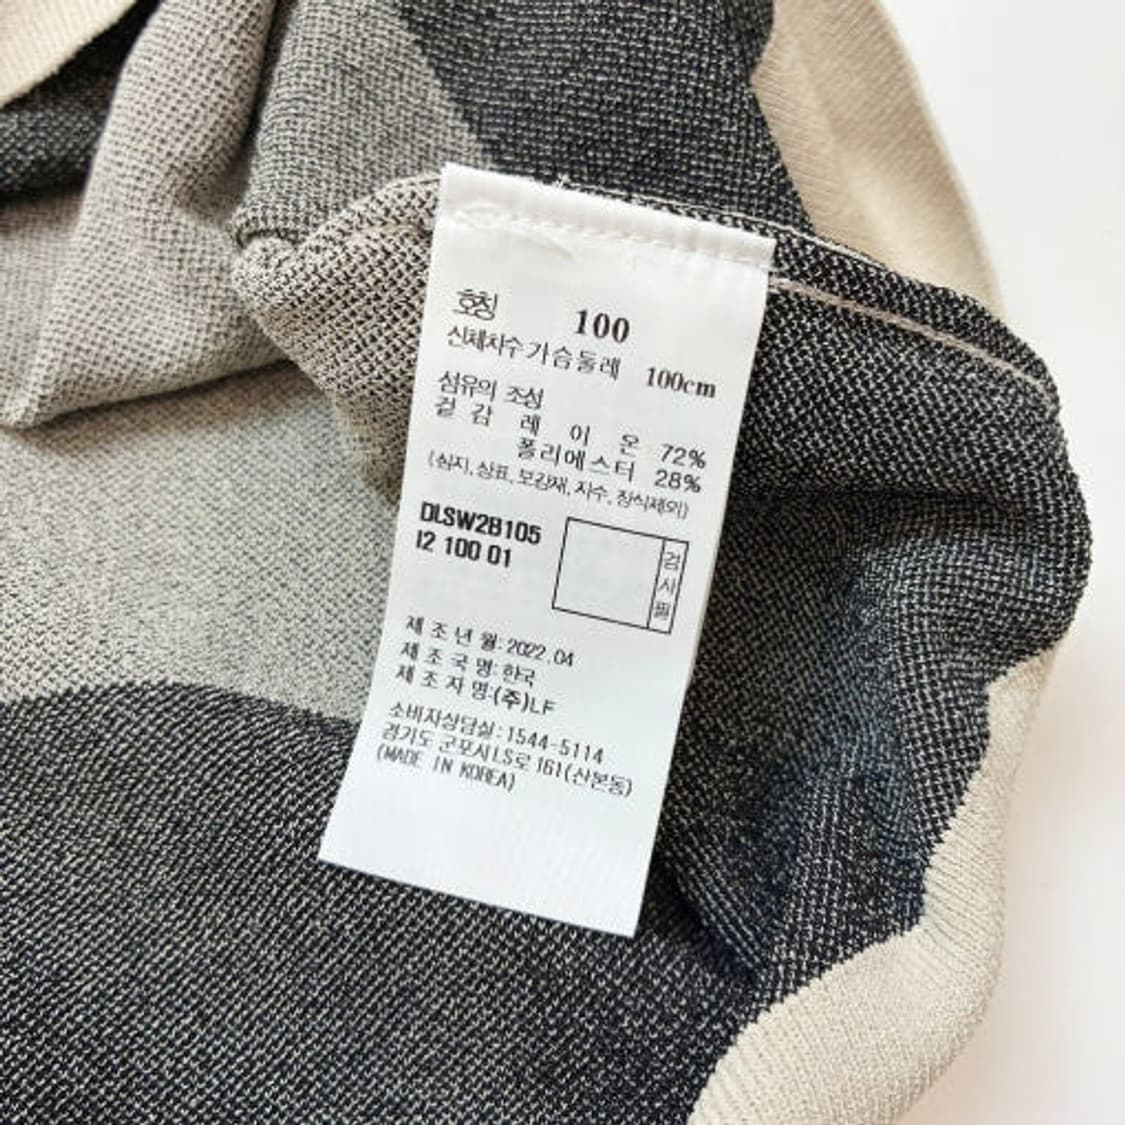 호칭 100
신체치수 가슴둘레 100cm
섬유의 조성
겉 감 레 이 온 72%
폴리에스터 28%
(심지, 상표, 보강재, 자수, 장식제외)
DLSW2B105
I2 100 01
검사필
제 조 년 월: 2022.04
제 조 국 명: 한국
제 조 자 명:(주)LF
소비자상담실:1544-5114
경기도 군포시 LS로 161(산본동)
(MADE IN KOREA)